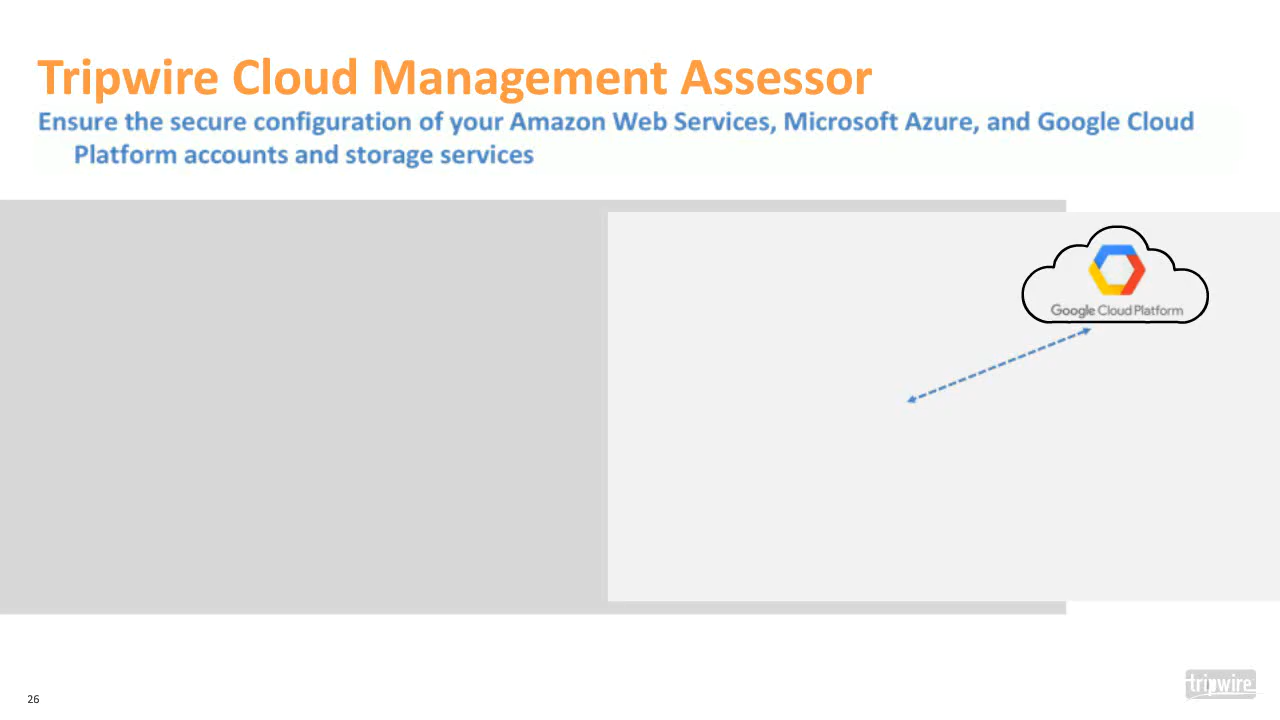 Tripwire Cloud Management Assessor
Ensure the secure configuration of your Amazon Web Services, Microsoft Azure, and Google Cloud
Platform accounts and storage services
Google Cloud Platform
26
tripwire